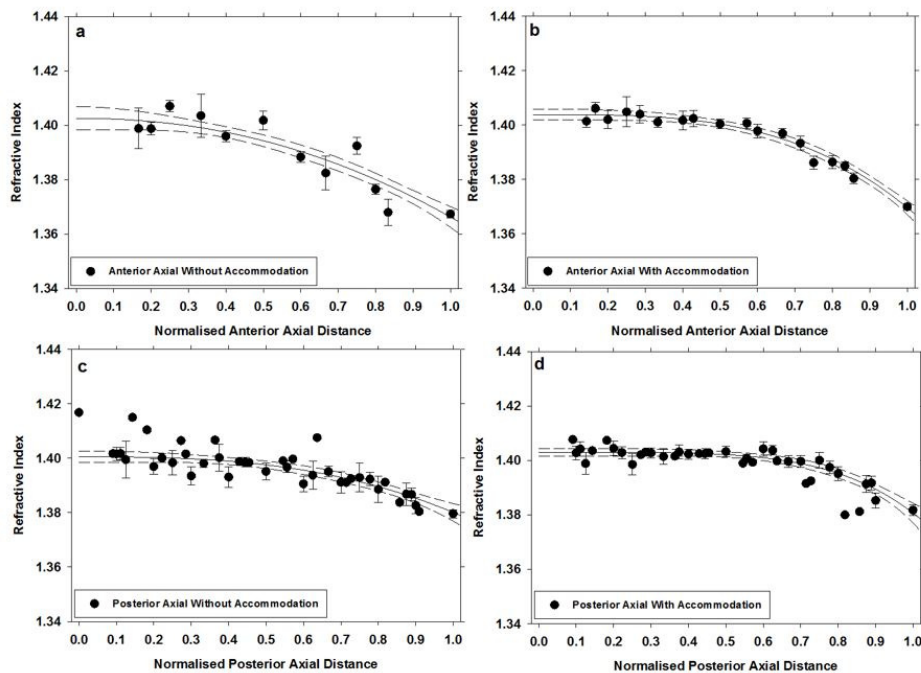 a
1.44
1.42
1.40
1.38
1.36
1.34
Refractive Index
Anterior Axial Without Accommodation
0.0 0.1 0.2 0.3 0.4 0.5 0.6 0.7 0.8 0.9 1.0
Normalised Anterior Axial Distance
b
1.44
1.42
1.40
1.38
1.36
1.34
Refractive Index
Anterior Axial With Accommodation
0.0 0.1 0.2 0.3 0.4 0.5 0.6 0.7 0.8 0.9 1.0
Normalised Anterior Axial Distance
c
1.44
1.42
1.40
1.38
1.36
1.34
Refractive Index
Posterior Axial Without Accommodation
0.0 0.1 0.2 0.3 0.4 0.5 0.6 0.7 0.8 0.9 1.0
Normalised Posterior Axial Distance
d
1.44
1.42
1.40
1.38
1.36
1.34
Refractive Index
Posterior Axial With Accommodation
0.0 0.1 0.2 0.3 0.4 0.5 0.6 0.7 0.8 0.9 1.0
Normalised Posterior Axial Distance